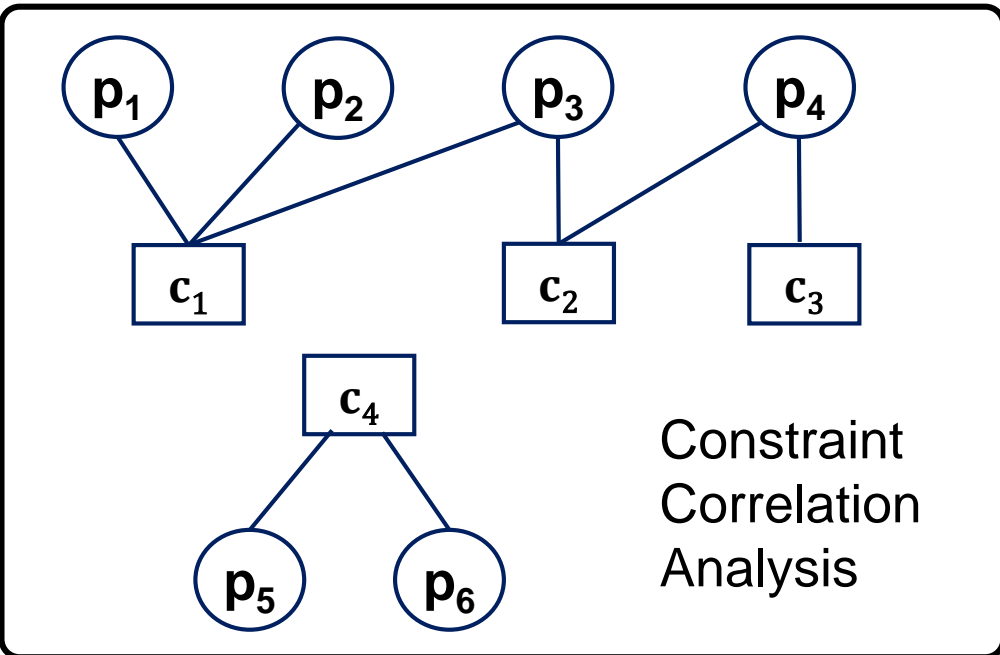 p₁ p₂ p₃ p₄
c₁ c₂ c₃
c₄
Constraint
Correlation
Analysis
p₅ p₆